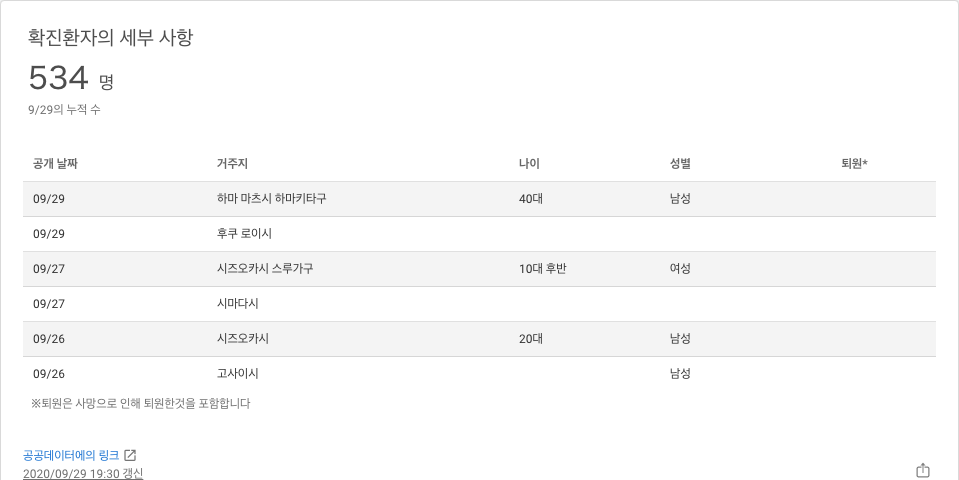 확진환자의 세부 사항
534 명
9/29의 누적 수
공개 날짜 거주지 나이 성별 퇴원*
09/29 하마 마츠시 하마키타구 40대 남성
09/29 후쿠 로이시
09/27 시즈오카시 스루가구 10대 후반 여성
09/27 시마다시
09/26 시즈오카시 20대 남성
09/26 고사이시 남성
※퇴원은 사망으로 인해 퇴원한것을 포함합니다
공공데이터에의 링크
2020/09/29 19:30 갱신